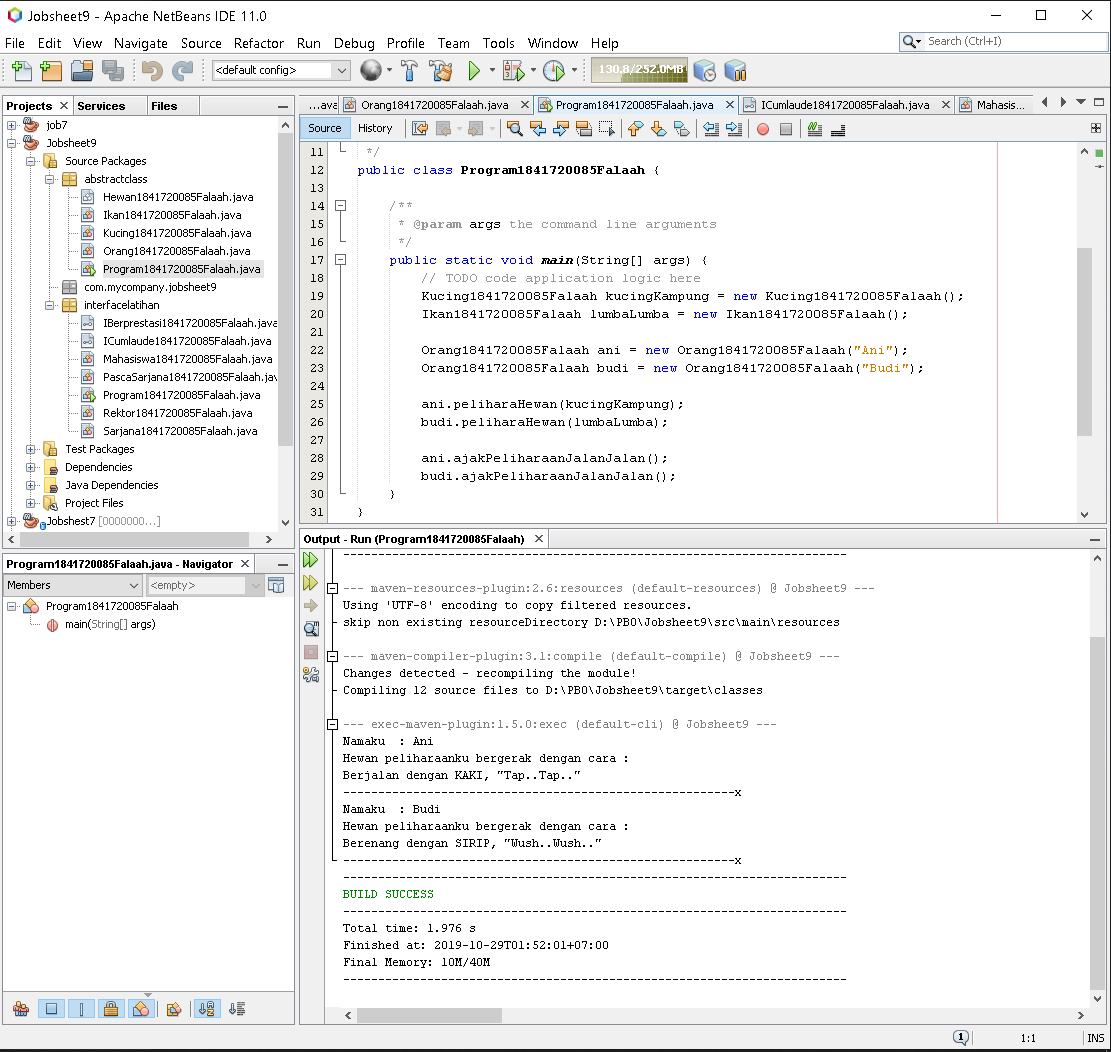 Jobsheet9 - Apache NetBeans IDE 11.0
File Edit View Navigate Source Refactor Run Debug Profile Team Tools Window Help
Search (Ctrl+I)
<default config>
130.8/252.0MB
Projects Services Files
job7
Jobsheet9
Source Packages
abstractclass
Hewan1841720085Falaah.java
Ikan1841720085Falaah.java
Kucing1841720085Falaah.java
Orang1841720085Falaah.java
Program1841720085Falaah.java
com.mycompany.jobsheet9
interfacelatihan
IBerprestasi1841720085Falaah.java
ICumlaude1841720085Falaah.java
Mahasiswa1841720085Falaah.java
PascaSarjana1841720085Falaah.jav
Program1841720085Falaah.java
Rektor1841720085Falaah.java
Sarjana1841720085Falaah.java
Test Packages
Dependencies
Java Dependencies
Project Files
Jobshest7 [0000000...]
Program1841720085Falaah.java - Navigator
Members <empty>
Program1841720085Falaah
main(String[] args)
...ava Orang1841720085Falaah.java Program1841720085Falaah.java ICumlaude1841720085Falaah.java Mahasis...
Source History
11 */
12 public class Program1841720085Falaah {
13
14 /**
15 * @param args the command line arguments
16 */
17 public static void main(String[] args) {
18 // TODO code application logic here
19 Kucing1841720085Falaah kucingKampung = new Kucing1841720085Falaah();
20 Ikan1841720085Falaah lumbaLumba = new Ikan1841720085Falaah();
21
22 Orang1841720085Falaah ani = new Orang1841720085Falaah("Ani");
23 Orang1841720085Falaah budi = new Orang1841720085Falaah("Budi");
24
25 ani.peliharaHewan(kucingKampung);
26 budi.peliharaHewan(lumbaLumba);
27
28 ani.ajakPeliharaanJalanJalan();
29 budi.ajakPeliharaanJalanJalan();
30 }
31 }
Output - Run (Program1841720085Falaah)
------------------------------------------------------------------------
--- maven-resources-plugin:2.6:resources (default-resources) @ Jobsheet9 ---
Using 'UTF-8' encoding to copy filtered resources.
skip non existing resourceDirectory D:\PBO\Jobsheet9\src\main\resources
--- maven-compiler-plugin:3.1:compile (default-compile) @ Jobsheet9 ---
Changes detected - recompiling the module!
Compiling 12 source files to D:\PBO\Jobsheet9\target\classes
--- exec-maven-plugin:1.5.0:exec (default-cli) @ Jobsheet9 ---
Namaku : Ani
Hewan peliharaanku bergerak dengan cara :
Berjalan dengan KAKI, "Tap..Tap.."
--------------------------------------------------------x
Namaku : Budi
Hewan peliharaanku bergerak dengan cara :
Berenang dengan SIRIP, "Wush..Wush.."
--------------------------------------------------------x
------------------------------------------------------------------------
BUILD SUCCESS
------------------------------------------------------------------------
Total time: 1.976 s
Finished at: 2019-10-29T01:52:01+07:00
Final Memory: 10M/40M
------------------------------------------------------------------------
1 1:1 INS